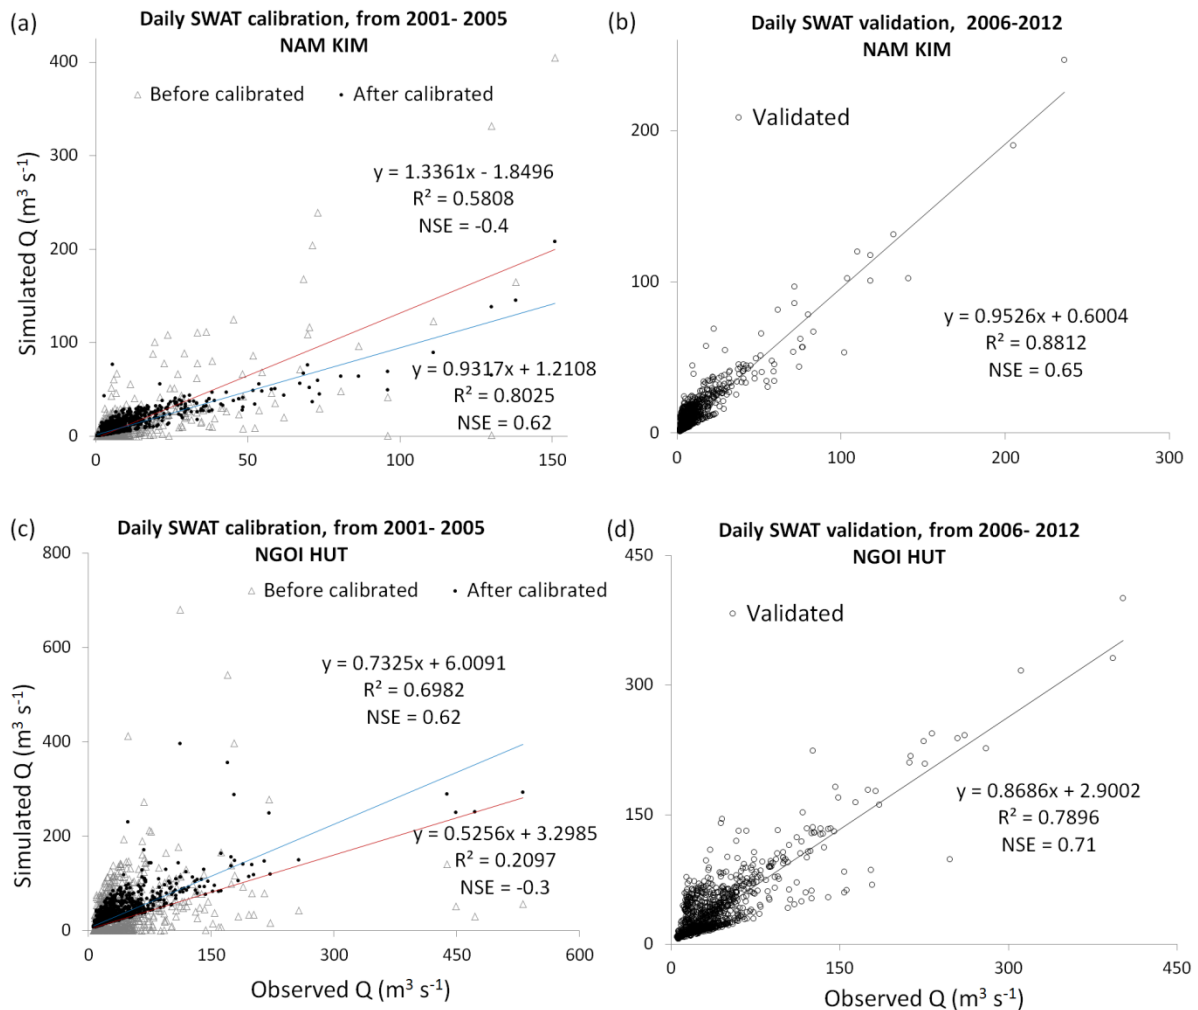 (a)
Daily SWAT calibration, from 2001- 2005
NAM KIM
△ Before calibrated • After calibrated
Simulated Q (m³ s⁻¹)
400
300
200
100
0
y = 1.3361x - 1.8496
R² = 0.5808
NSE = -0.4
y = 0.9317x + 1.2108
R² = 0.8025
NSE = 0.62
0 50 100 150
(b)
Daily SWAT validation, 2006-2012
NAM KIM
○ Validated
200
100
0
y = 0.9526x + 0.6004
R² = 0.8812
NSE = 0.65
0 100 200 300
(c)
Daily SWAT calibration, from 2001- 2005
NGOI HUT
△ Before calibrated • After calibrated
Simulated Q (m³ s⁻¹)
800
600
400
200
0
y = 0.7325x + 6.0091
R² = 0.6982
NSE = 0.62
y = 0.5256x + 3.2985
R² = 0.2097
NSE = -0.3
0 150 300 450 600
Observed Q (m³ s⁻¹)
(d)
Daily SWAT validation, from 2006- 2012
NGOI HUT
○ Validated
450
300
150
0
y = 0.8686x + 2.9002
R² = 0.7896
NSE = 0.71
0 150 300 450
Observed Q (m³ s⁻¹)